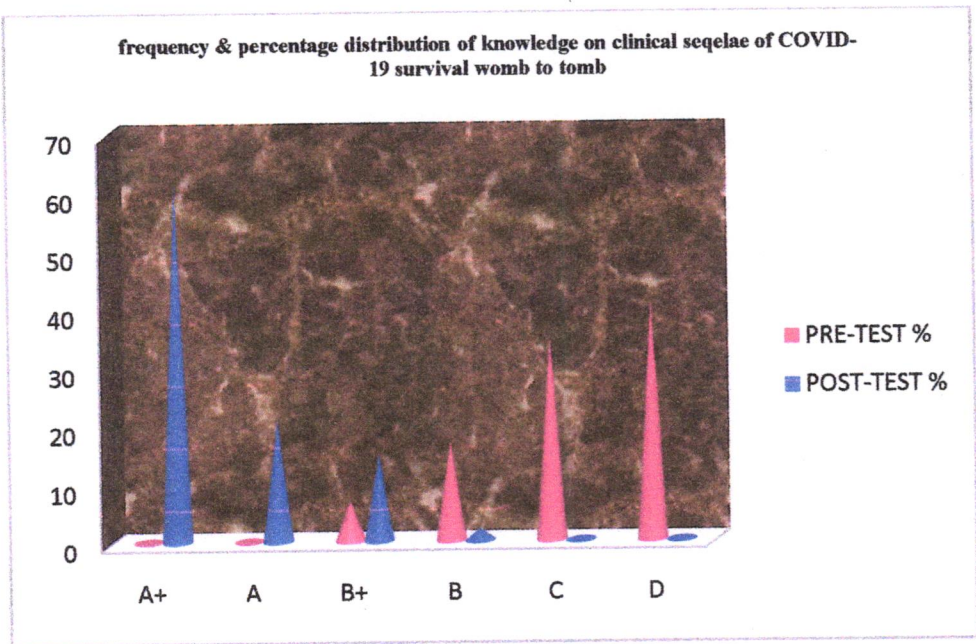 frequency & percentage distribution of knowledge on clinical seqelae of COVID-
19 survival womb to tomb
70
60
50
40
30
20
10
0
A+ A B+ B C D
PRE-TEST %
POST-TEST %